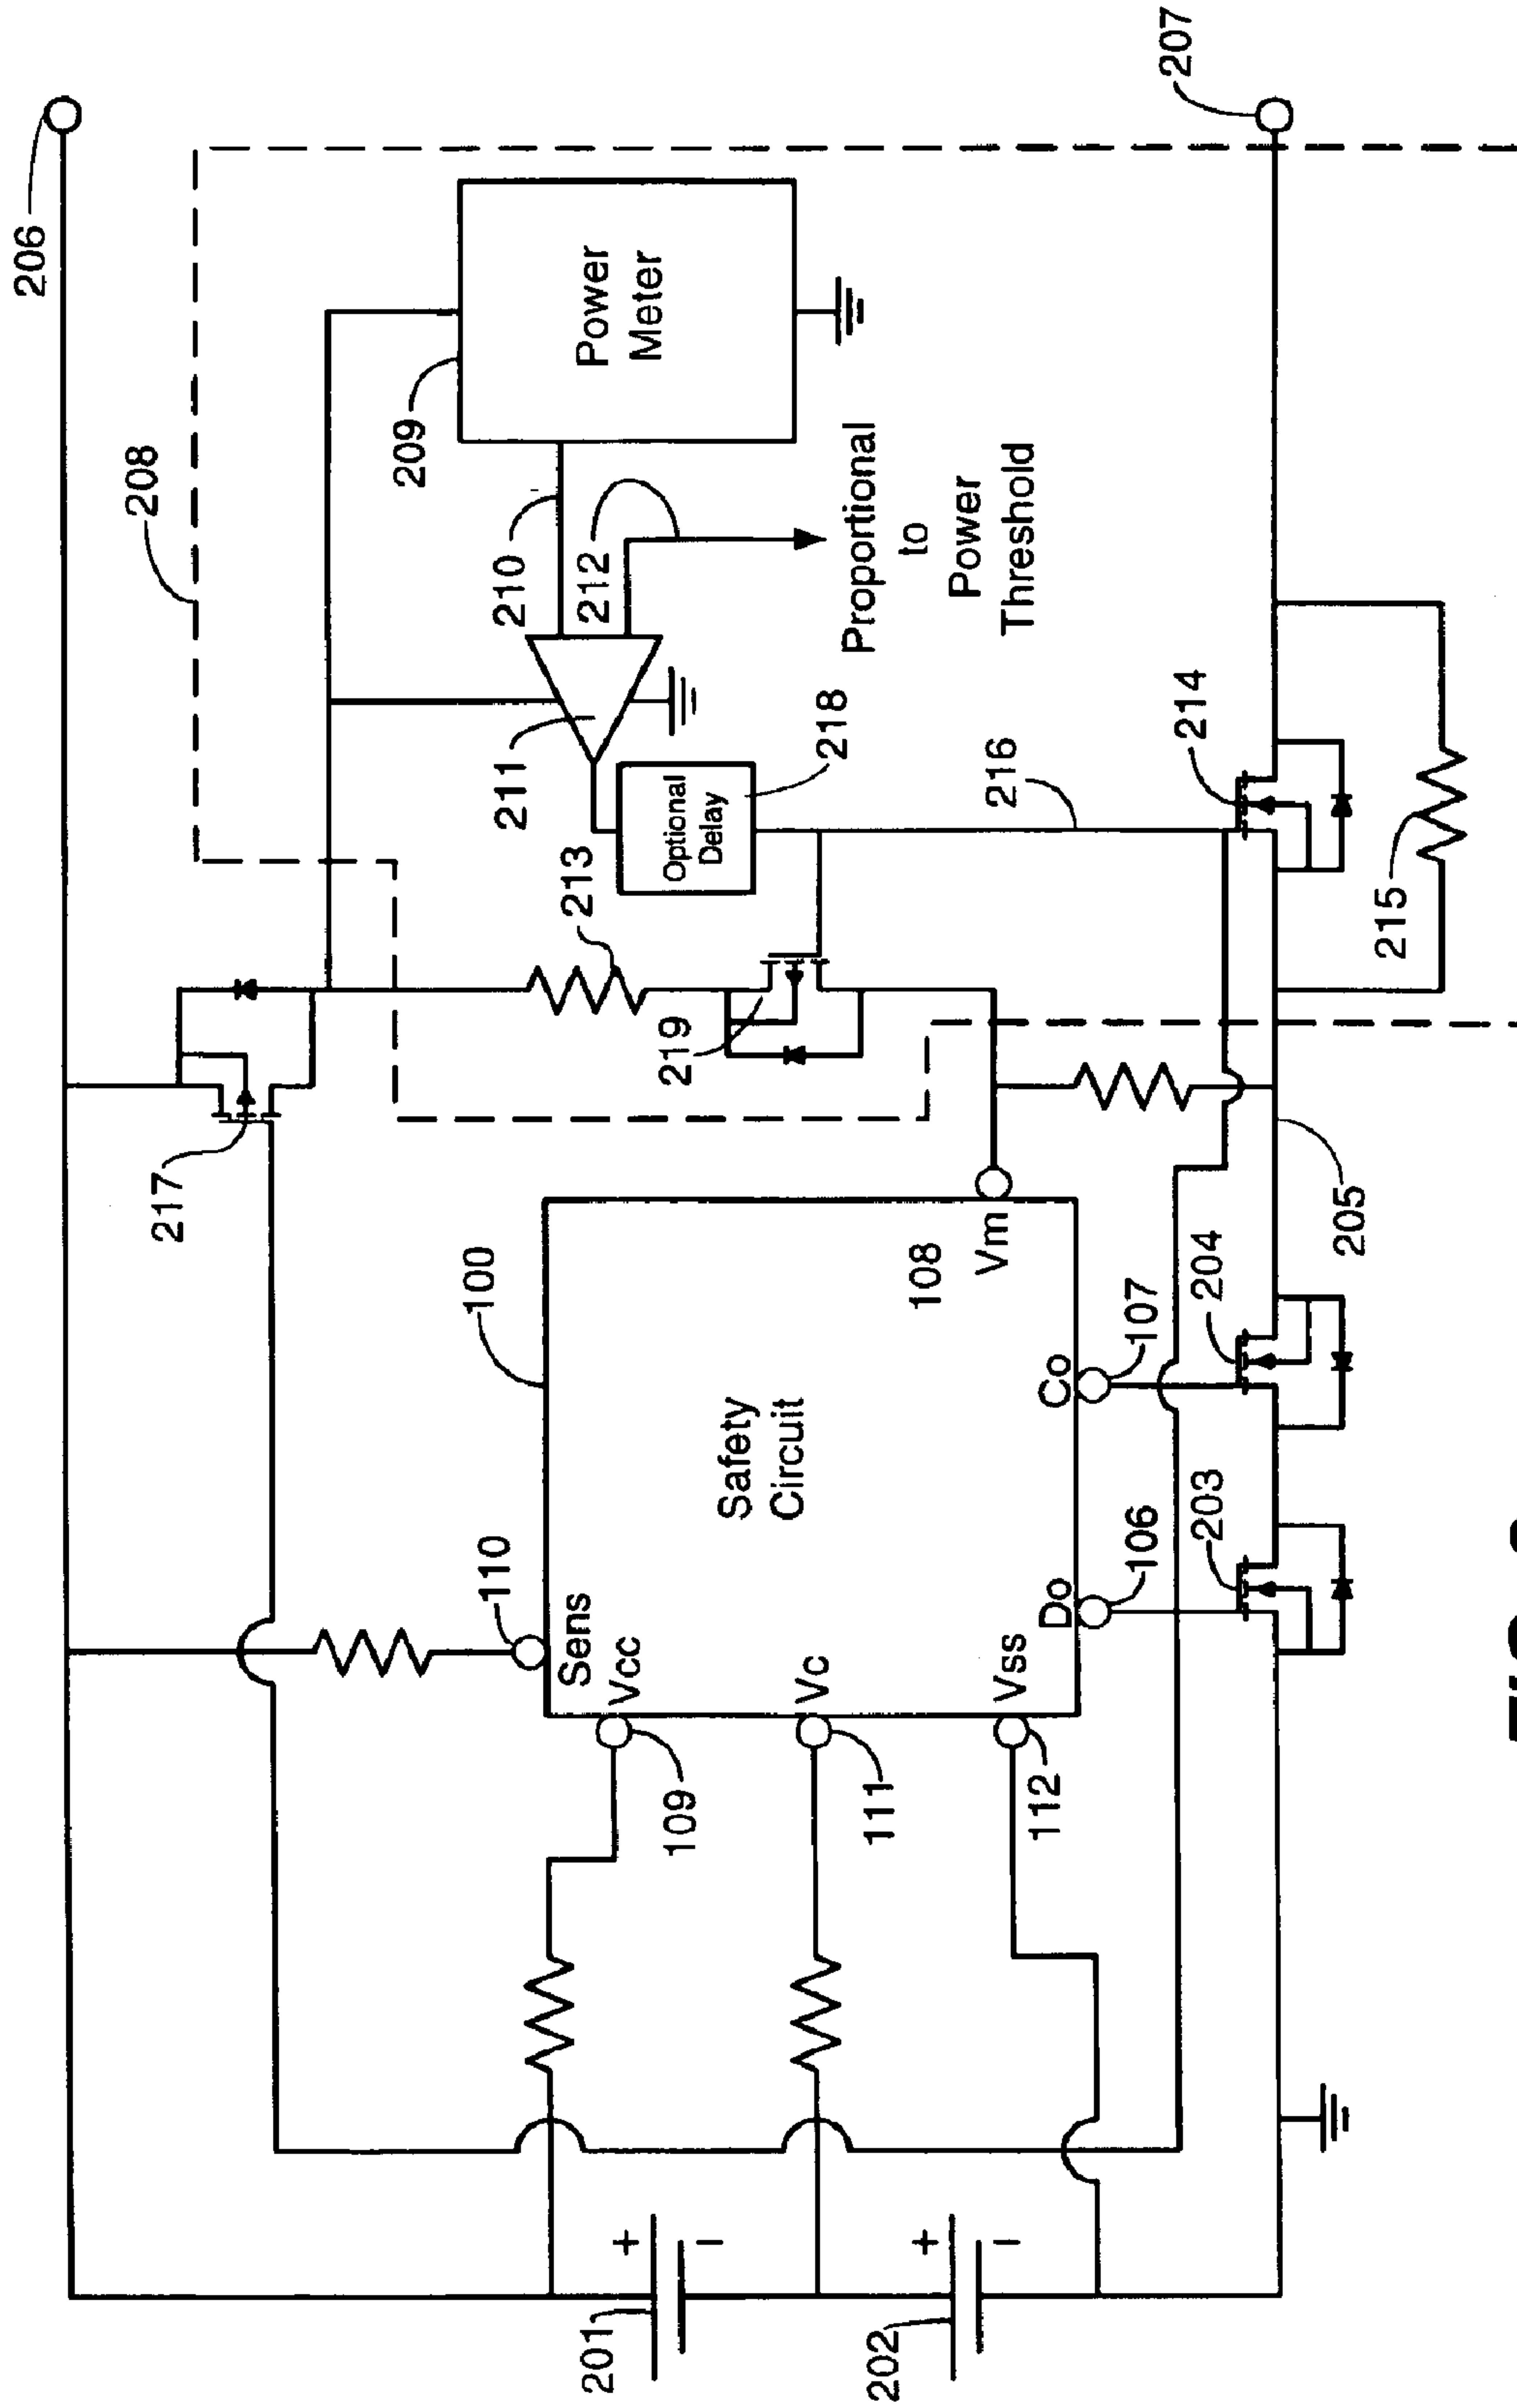 206
208
217
209
Power
Meter
210
212
211
Proportional
to
Power
Threshold
213
Optional
Delay
218
219
216
214
215
207
100
110
Sens
Vcc
109
Vc
111
Vss
112
Safety
Circuit
108
Vm
Do
106
Co
107
203
204
205
201
+
–
202
+
–